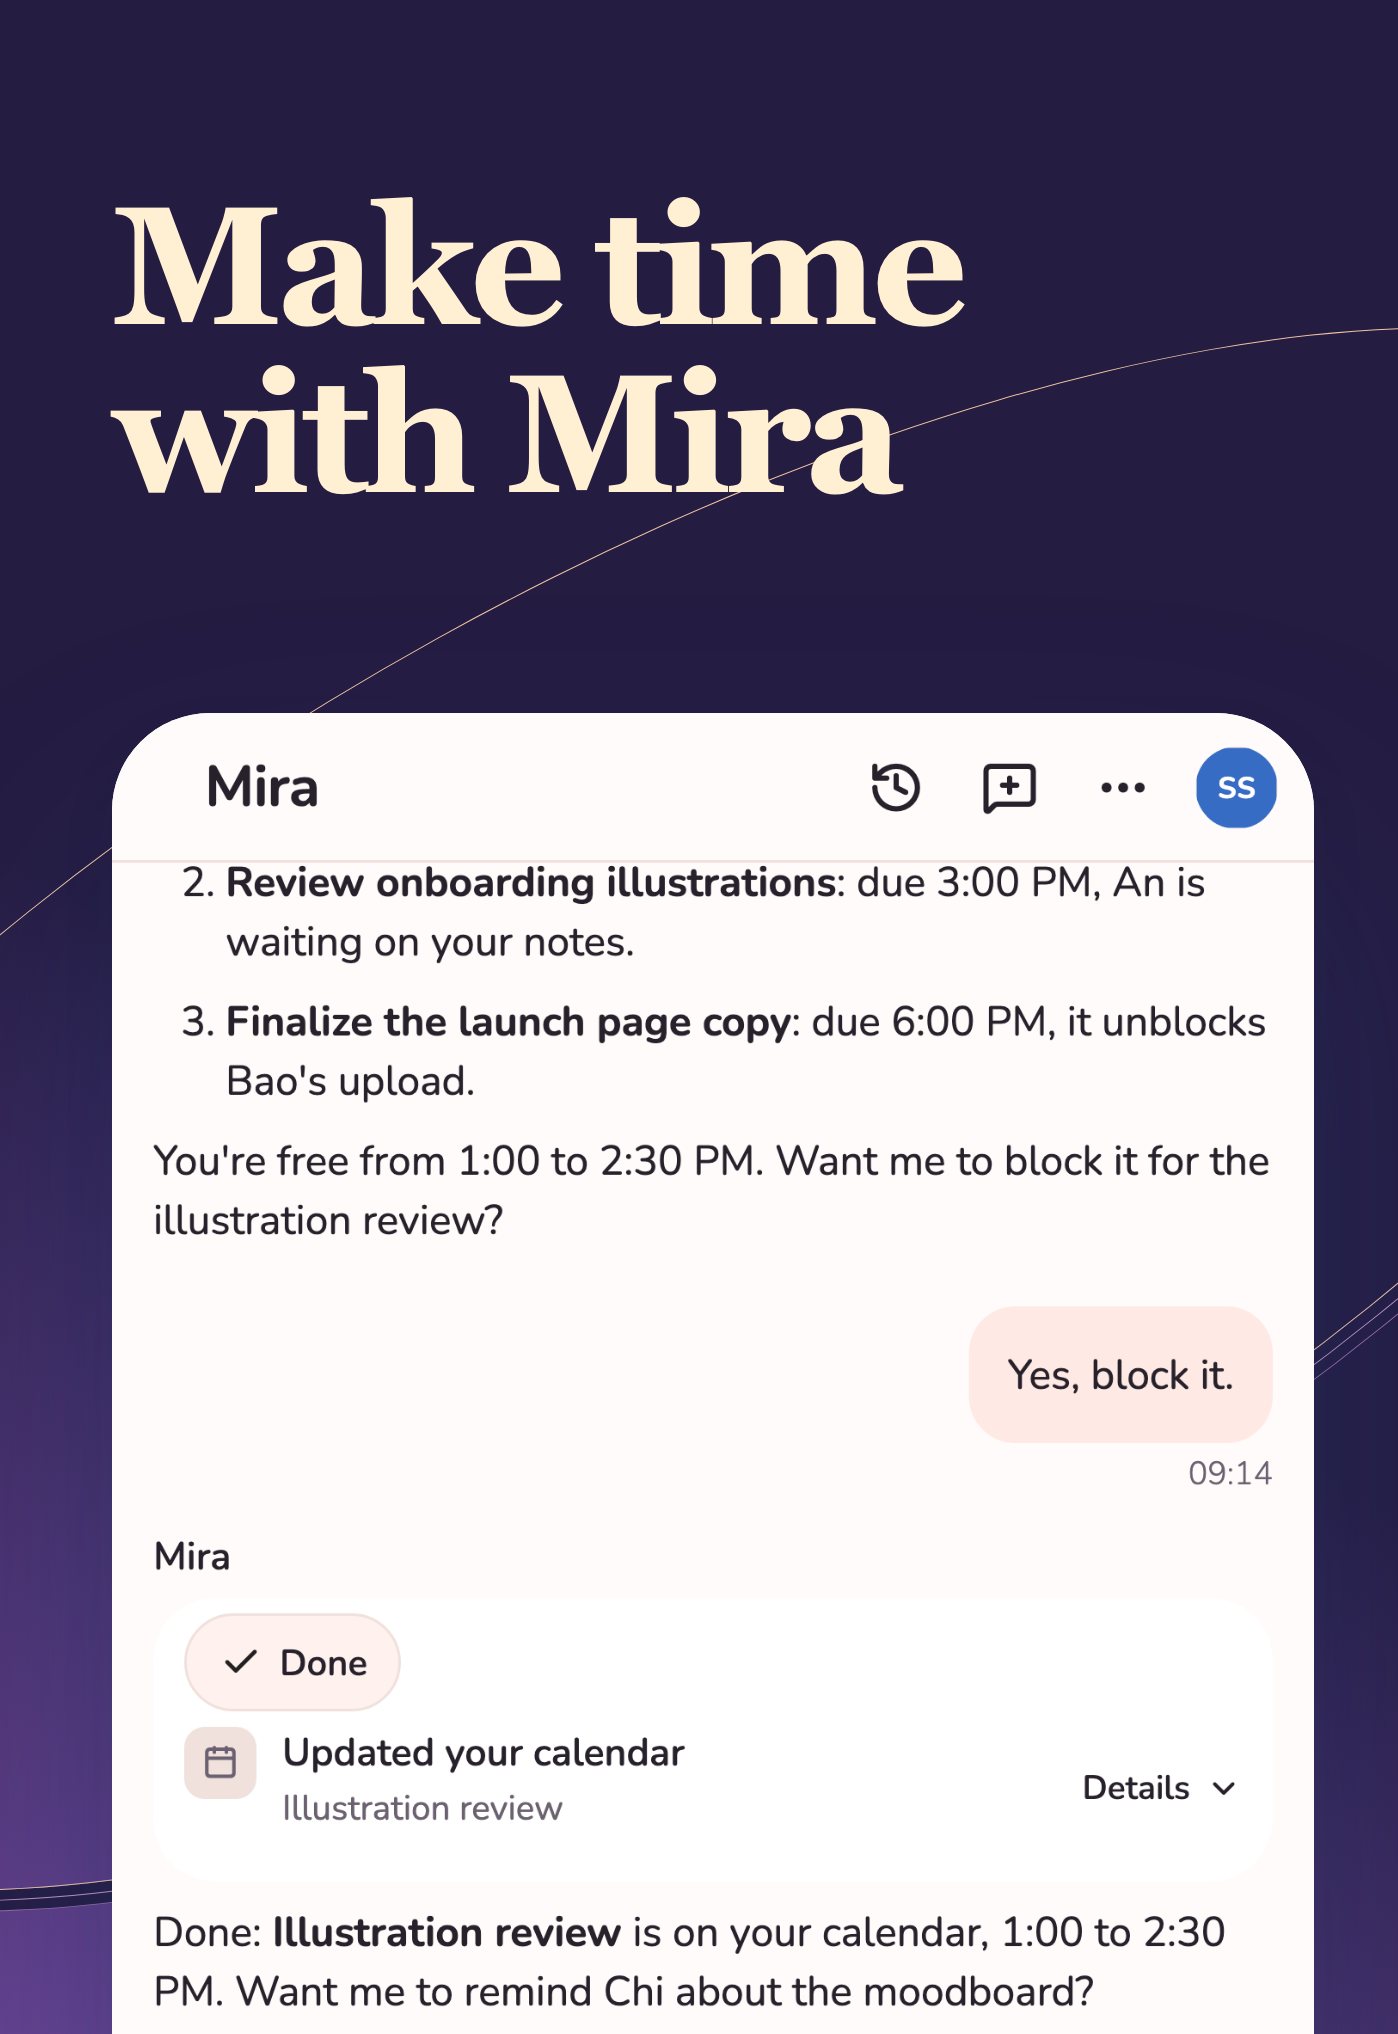 Make time
with Mira
Mira
SS
2. Review onboarding illustrations: due 3:00 PM, An is
waiting on your notes.
3. Finalize the launch page copy: due 6:00 PM, it unblocks
Bao's upload.
You're free from 1:00 to 2:30 PM. Want me to block it for the
illustration review?
Yes, block it.
09:14
Mira
Done
Updated your calendar
Illustration review
Details
Done: Illustration review is on your calendar, 1:00 to 2:30
PM. Want me to remind Chi about the moodboard?